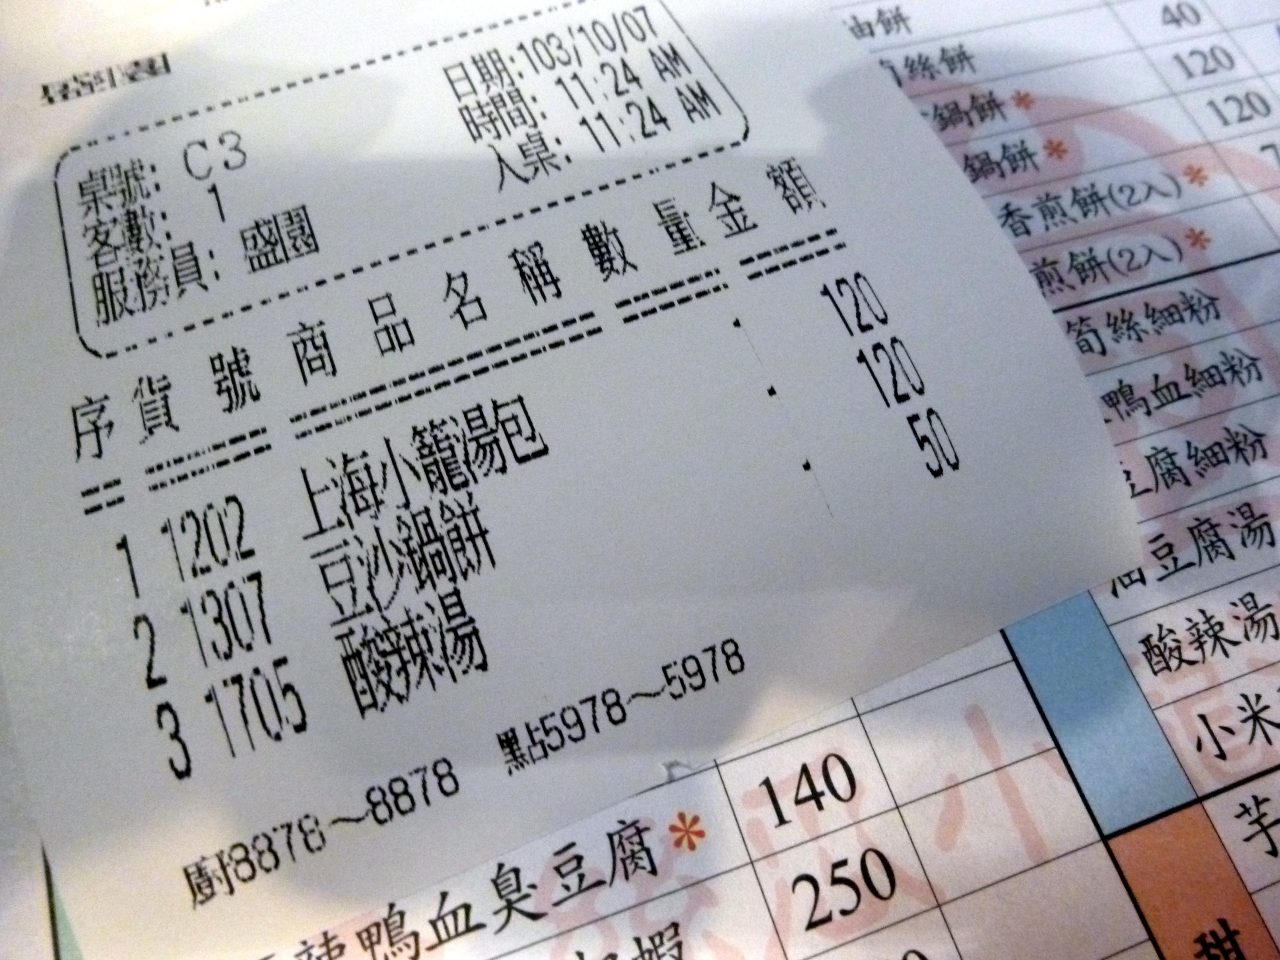 桌號: C3
客數: 1
服務員: 盛園
日期:103/10/07
時間: 11:24 AM
入桌: 11:24 AM
序 貨號 商品名稱 數量 金額
1 1202 上海小籠湯包 120
2 1307 豆沙鍋餅 120
3 1705 酸辣湯 50
廚8878~8878 點5978~5978
油餅 40
絲餅 120
鍋餅* 120
鍋餅*
香煎餅(2入)*
煎餅(2入)*
筍絲細粉
鴨血細粉
豆腐細粉
油豆腐湯
酸辣湯
小米
芋
甜
辣鴨血臭豆腐* 140
蝦 250